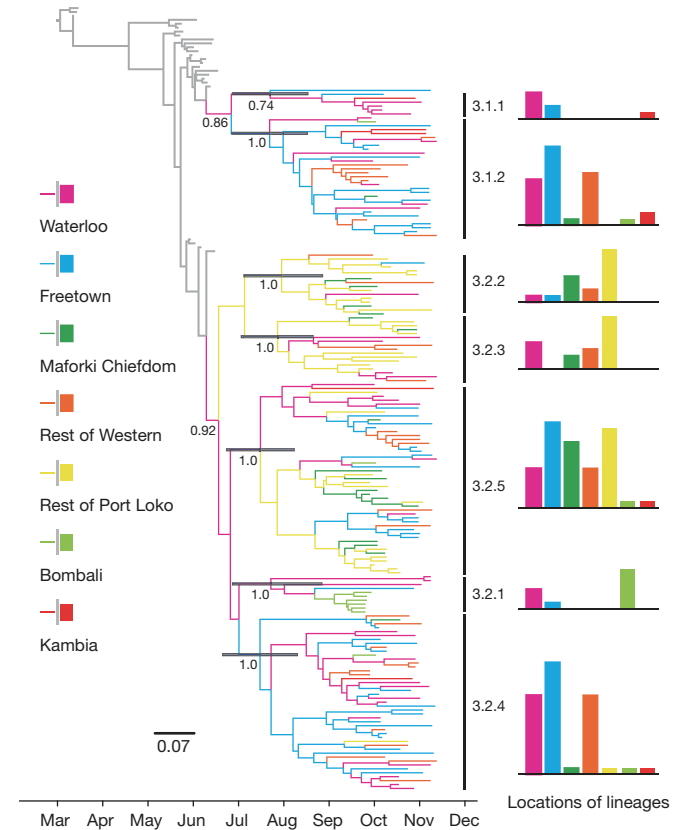 0.74
0.86
1.0
3.1.1
3.1.2
Waterloo
Freetown
Maforki Chiefdom
Rest of Western
Rest of Port Loko
Bombali
Kambia
1.0
1.0
0.92
1.0
1.0
1.0
3.2.2
3.2.3
3.2.5
3.2.1
3.2.4
0.07
Mar Apr May Jun Jul Aug Sep Oct Nov Dec
Locations of lineages